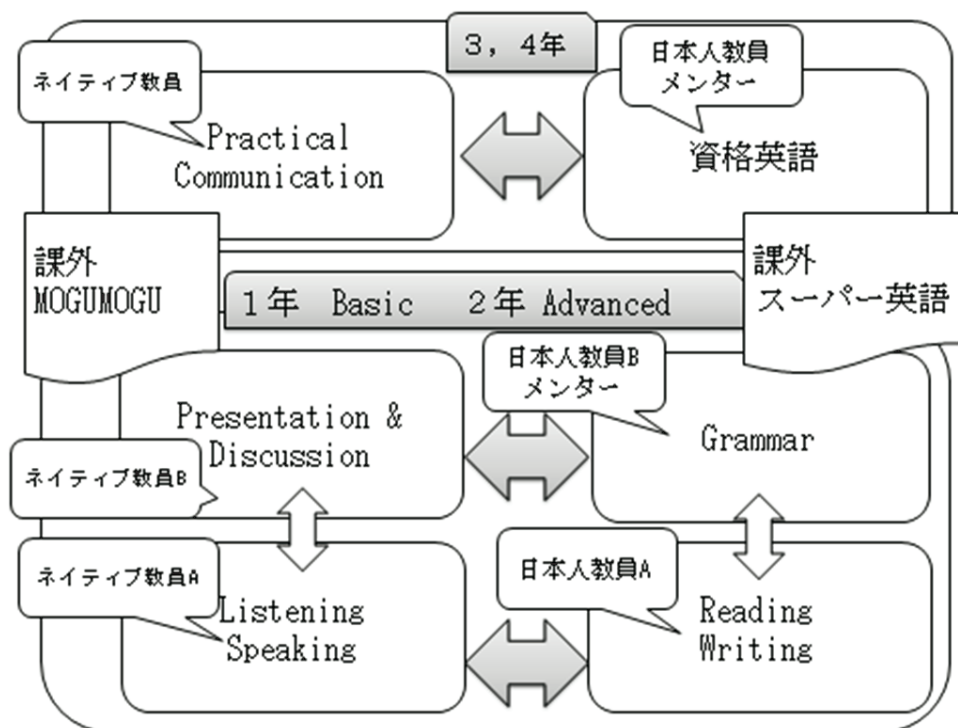 ３，４年
ネイティブ教員
日本人教員
メンター
Practical
Communication
資格英語
課外
MOGUMOGU
課外
スーパー英語
１年　Basic　２年 Advanced
日本人教員B
メンター
Presentation &
Discussion
Grammar
ネイティブ教員B
ネイティブ教員A
日本人教員A
Listening
Speaking
Reading
Writing